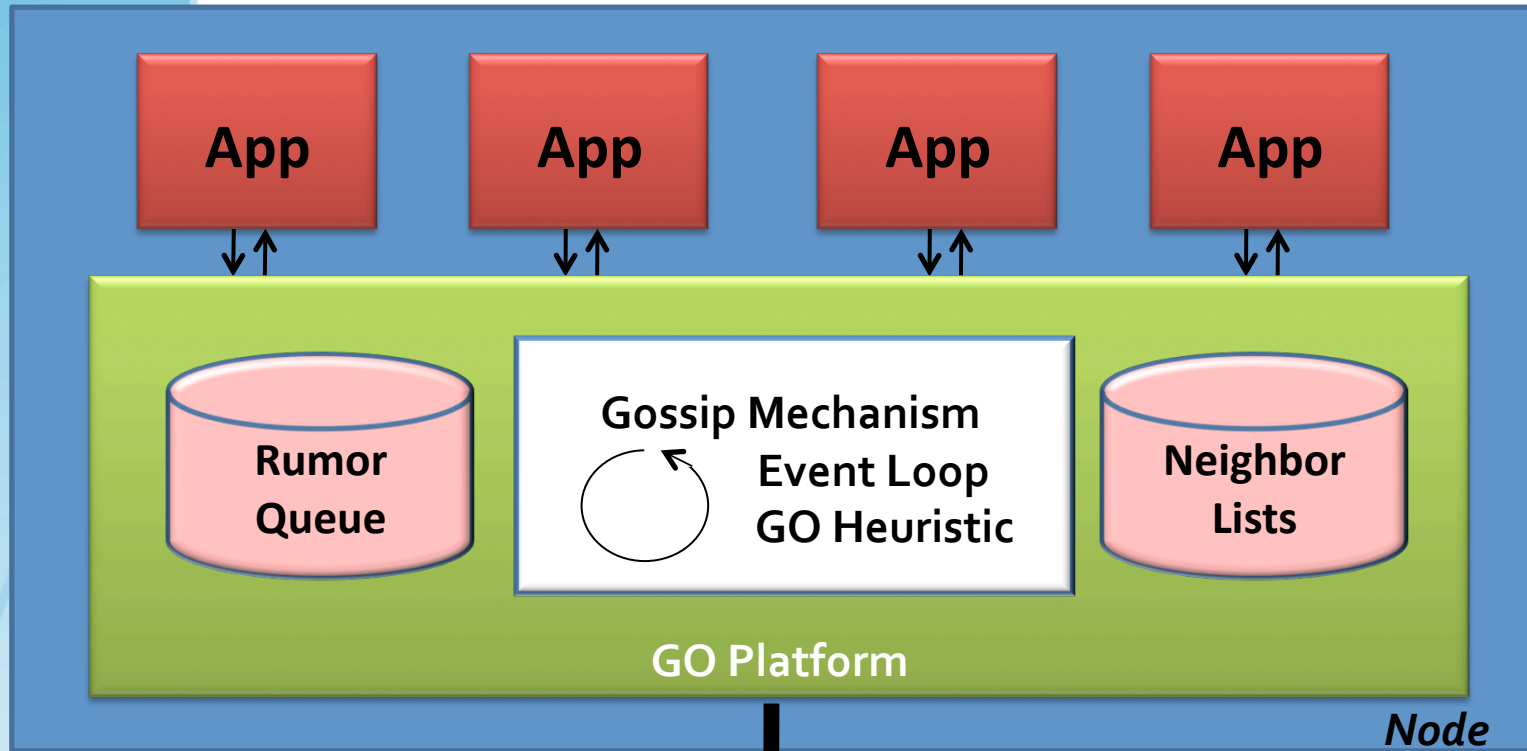 App
App
App
App
Gossip Mechanism
Event Loop
GO Heuristic
Rumor
Queue
Neighbor
Lists
GO Platform
Node